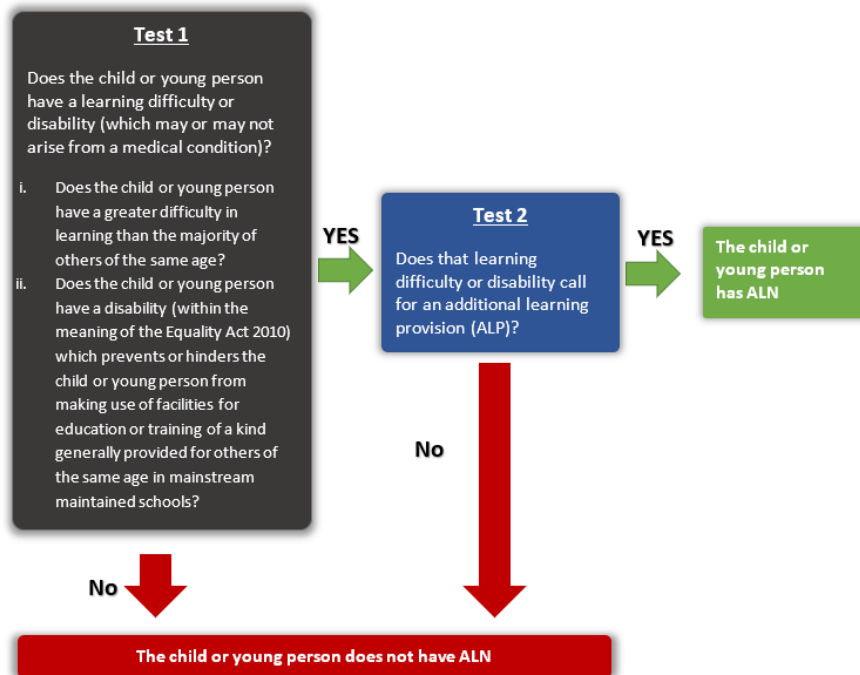 Test 1
Does the child or young person
have a learning difficulty or
disability (which may or may not
arise from a medical condition)?
i. Does the child or young person
have a greater difficulty in
learning than the majority of
others of the same age?
ii. Does the child or young person
have a disability (within the
meaning of the Equality Act 2010)
which prevents or hinders the
child or young person from
making use of facilities for
education or training of a kind
generally provided for others of
the same age in mainstream
maintained schools?
YES
Test 2
Does that learning
difficulty or disability call
for an additional learning
provision (ALP)?
YES
The child or
young person
has ALN
No
No
The child or young person does not have ALN